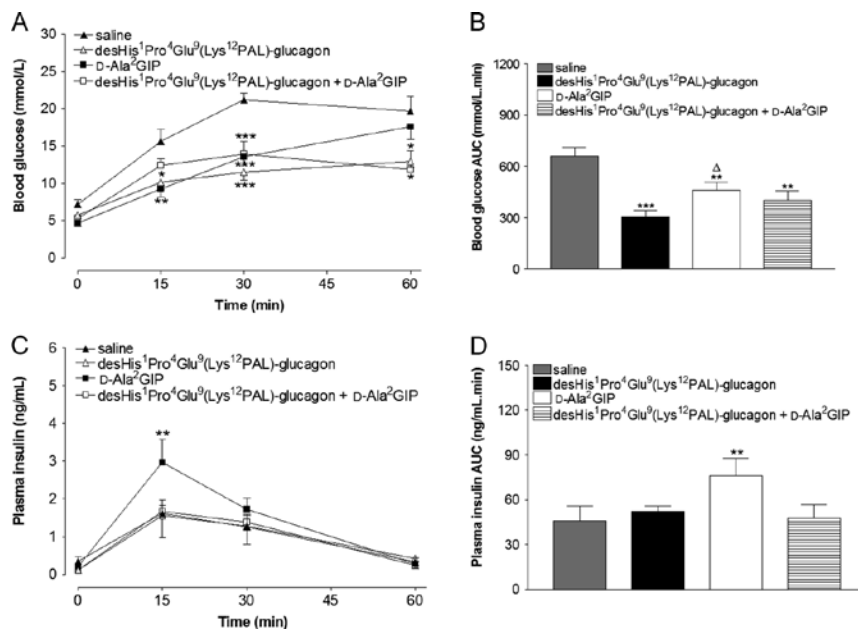 A
saline
desHis¹Pro⁴Glu⁹(Lys¹²PAL)-glucagon
D-Ala²GIP
desHis¹Pro⁴Glu⁹(Lys¹²PAL)-glucagon + D-Ala²GIP
Blood glucose (mmol/L)
30
25
20
15
10
5
0
***
*
***
***
**
*
*
0 15 30 45 60
Time (min)
B
saline
desHis¹Pro⁴Glu⁹(Lys¹²PAL)-glucagon
D-Ala²GIP
desHis¹Pro⁴Glu⁹(Lys¹²PAL)-glucagon + D-Ala²GIP
Blood glucose AUC (mmol/L.min)
1200
900
600
300
0
***
Δ
**
**
C
saline
desHis¹Pro⁴Glu⁹(Lys¹²PAL)-glucagon
D-Ala²GIP
desHis¹Pro⁴Glu⁹(Lys¹²PAL)-glucagon + D-Ala²GIP
Plasma insulin (ng/mL)
6
5
4
3
2
1
0
**
0 15 30 45 60
Time (min)
D
saline
desHis¹Pro⁴Glu⁹(Lys¹²PAL)-glucagon
D-Ala²GIP
desHis¹Pro⁴Glu⁹(Lys¹²PAL)-glucagon + D-Ala²GIP
Plasma insulin AUC (ng/mL.min)
150
120
90
60
30
0
**